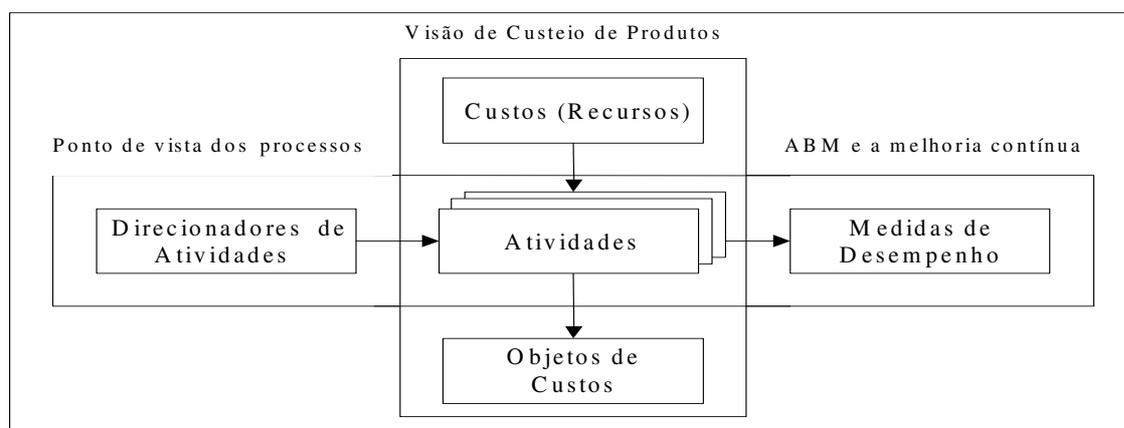 Visão de Custeio de Produtos
Custos (Recursos)
Ponto de vista dos processos
ABM e a melhoria contínua
Direcionadores de
Atividades
Atividades
Medidas de
Desempenho
Objetos de
Custos